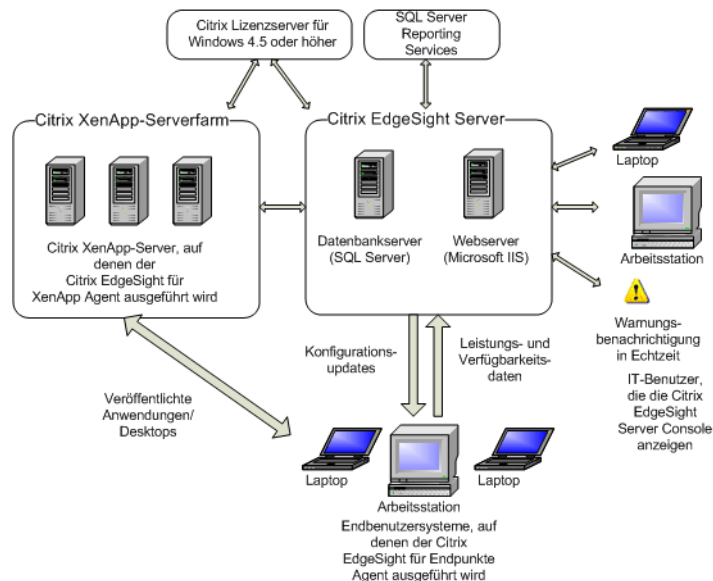 Citrix Lizenzserver für
Windows 4.5 oder höher
SQL Server
Reporting
Services
Citrix XenApp-Serverfarm
Citrix XenApp-Server, auf
denen der
Citrix EdgeSight für
XenApp Agent ausgeführt wird
Citrix EdgeSight Server
Datenbankserver
(SQL Server)
Webserver
(Microsoft IIS)
Laptop
Arbeitsstation
Warnungs-
benachrichtigung
in Echtzeit
IT-Benutzer,
die die Citrix
EdgeSight
Server Console
anzeigen
Konfigurations-
updates
Leistungs- und
Verfügbarkeits-
daten
Veröffentlichte
Anwendungen/
Desktops
Laptop
Arbeitsstation
Laptop
Endbenutzersysteme, auf
denen der Citrix
EdgeSight für Endpunkte
Agent ausgeführt wird